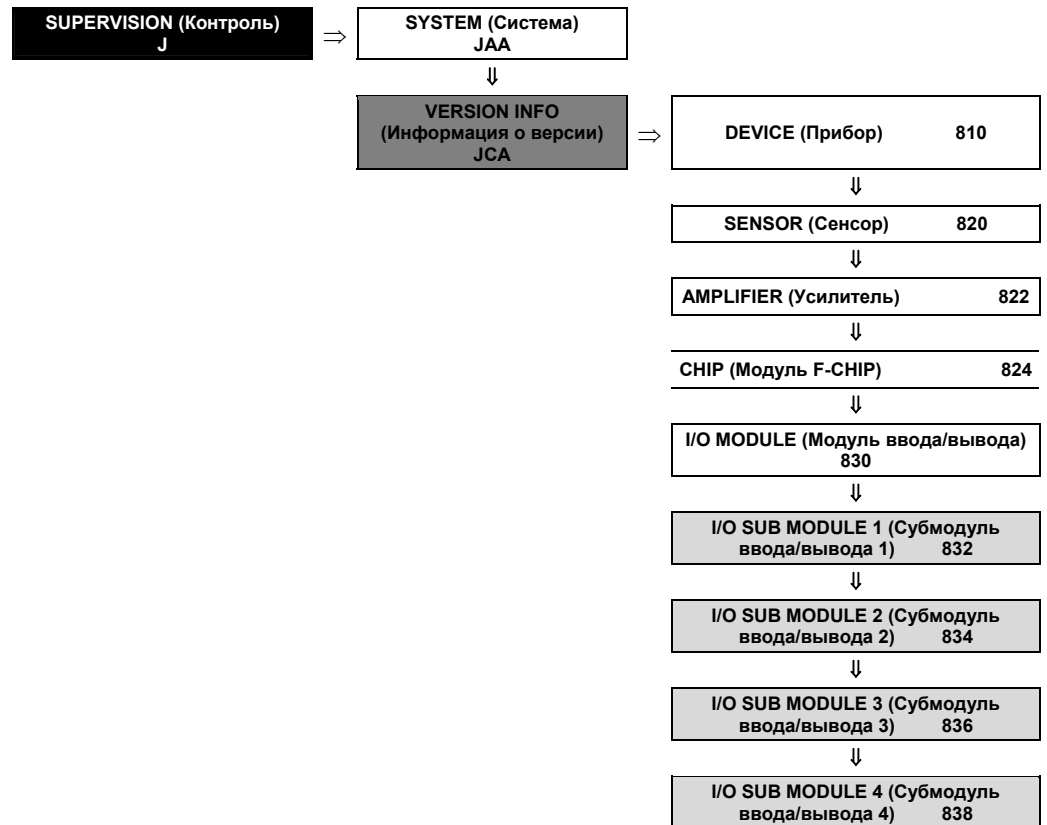 SUPERVISION (Контроль)
J
⇒
SYSTEM (Система)
JAA
⇓
VERSION INFO
(Информация о версии)
JCA
⇒
DEVICE (Прибор) 810
⇓
SENSOR (Сенсор) 820
⇓
AMPLIFIER (Усилитель) 822
⇓
CHIP (Модуль F-CHIP) 824
⇓
I/O MODULE (Модуль ввода/вывода)
830
⇓
I/O SUB MODULE 1 (Субмодуль
ввода/вывода 1) 832
⇓
I/O SUB MODULE 2 (Субмодуль
ввода/вывода 2) 834
⇓
I/O SUB MODULE 3 (Субмодуль
ввода/вывода 3) 836
⇓
I/O SUB MODULE 4 (Субмодуль
ввода/вывода 4) 838